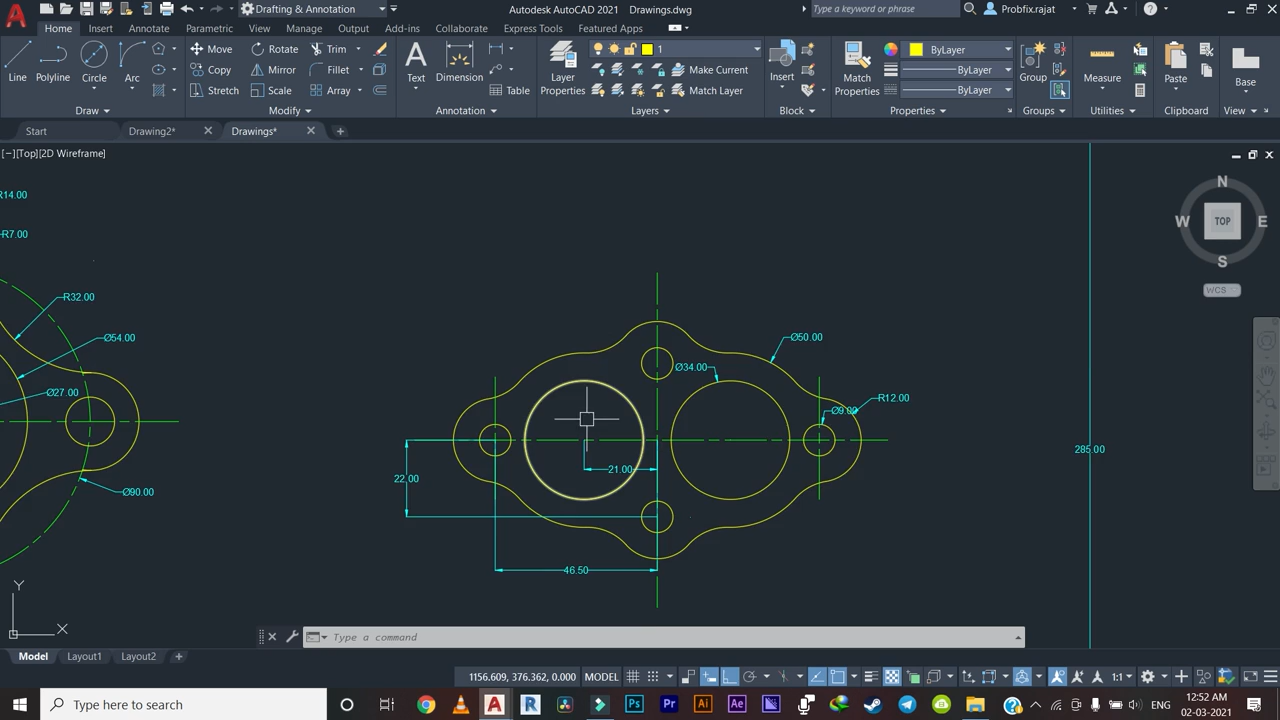 Drafting & Annotation
Autodesk AutoCAD 2021 Drawings.dwg
Type a keyword or phrase
Probfix.rajat
Home Insert Annotate Parametric View Manage Output Add-ins Collaborate Express Tools Featured Apps
Line
Polyline
Circle
Arc
Move
Rotate
Trim
Copy
Mirror
Fillet
Stretch
Scale
Array
Text
Dimension
Table
Layer
Properties
1
Make Current
Match Layer
Insert
Match
Properties
ByLayer
ByLayer
ByLayer
Group
Measure
Paste
Base
Draw
Modify
Annotation
Layers
Block
Properties
Groups
Utilities
Clipboard
View
Start
Drawing2*
Drawings*
[−][Top][2D Wireframe]
R14.00
R7.00
R32.00
Ø54.00
Ø27.00
Ø90.00
Ø50.00
Ø34.00
Ø9.00
R12.00
21.00
22.00
46.50
285.00
N
W
TOP
E
S
WCS
Y
X
Type a command
Model
Layout1
Layout2
1156.609, 376.362, 0.000
MODEL
1:1
Type here to search
Ps
Pr
Ai
Ae
A
R
ENG
12:52 AM
02-03-2021